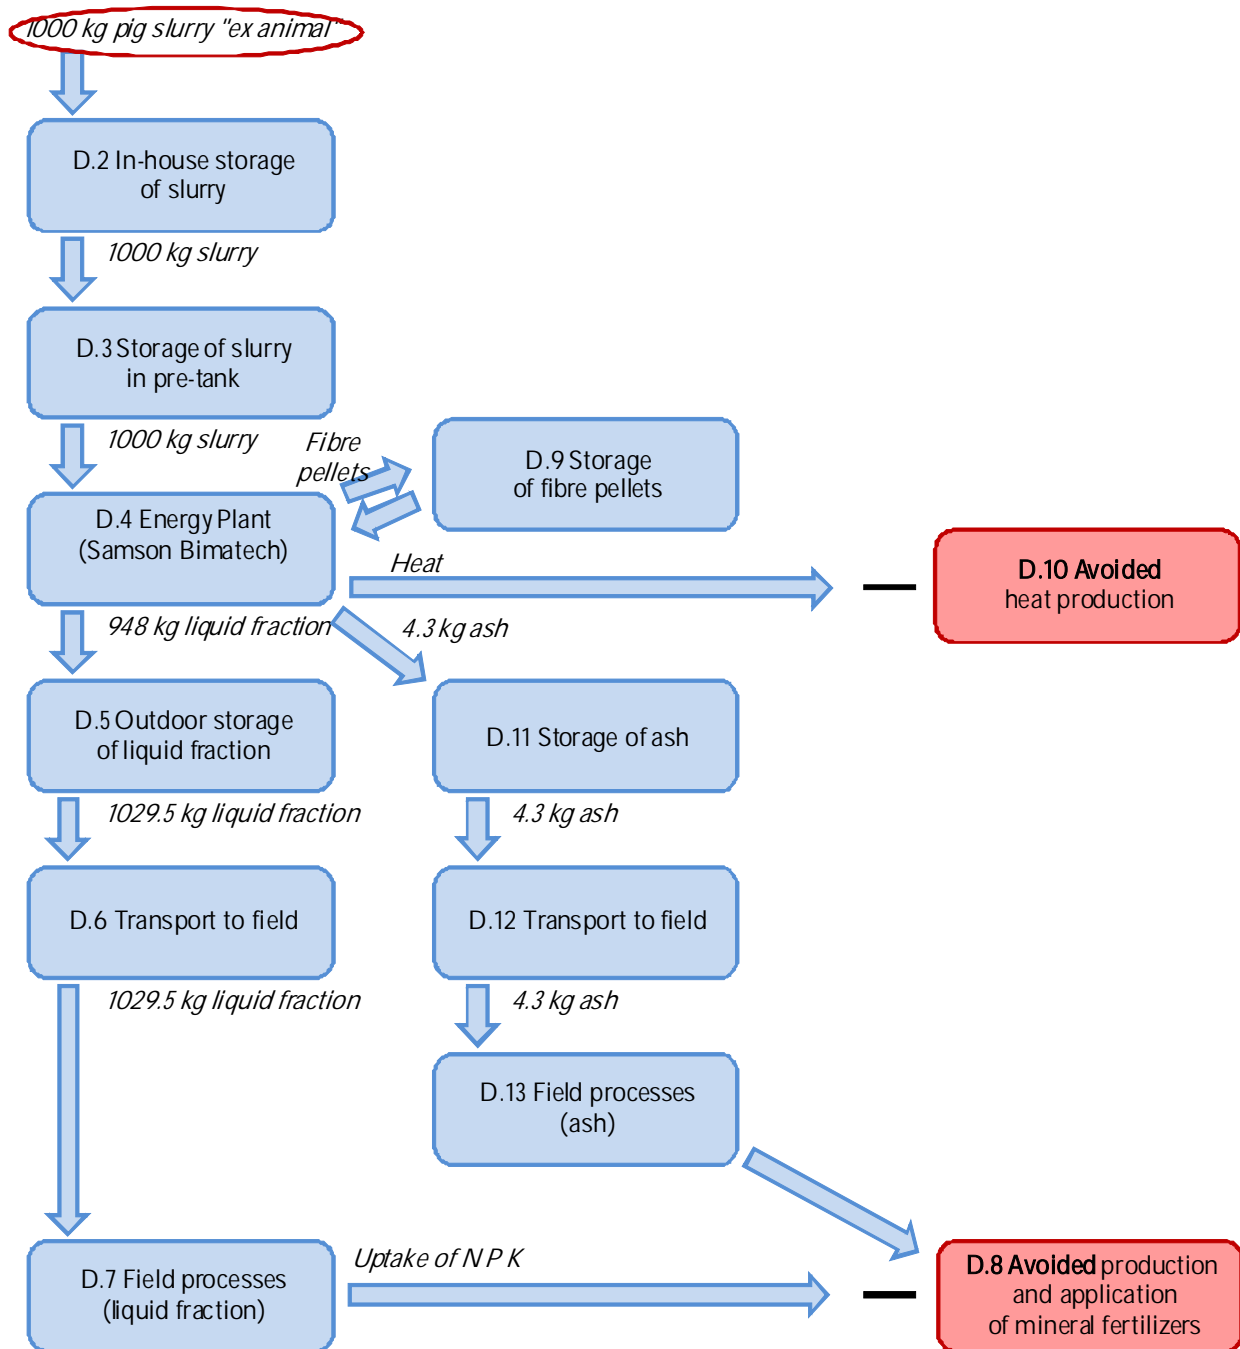 1000 kg pig slurry "ex animal"
D.2 In-house storage
of slurry
1000 kg slurry
D.3 Storage of slurry
in pre-tank
1000 kg slurry
Fibre
pellets
D.9 Storage
of fibre pellets
D.4 Energy Plant
(Samson Bimatech)
Heat
D.10 Avoided
heat production
948 kg liquid fraction
4.3 kg ash
D.5 Outdoor storage
of liquid fraction
D.11 Storage of ash
1029.5 kg liquid fraction
4.3 kg ash
D.6 Transport to field
D.12 Transport to field
1029.5 kg liquid fraction
4.3 kg ash
D.13 Field processes
(ash)
D.7 Field processes
(liquid fraction)
Uptake of N P K
D.8 Avoided production
and application
of mineral fertilizers